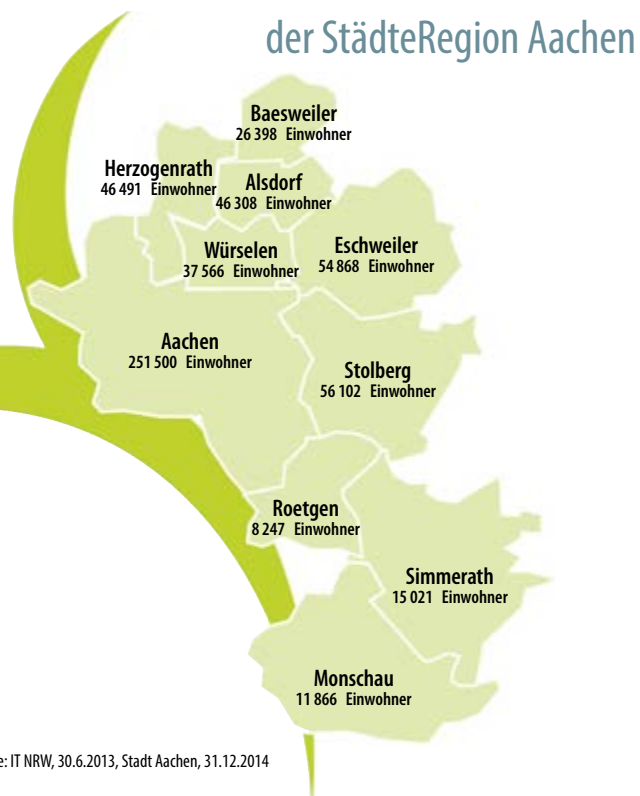 der StädteRegion Aachen
Baesweiler
26 398 Einwohner
Herzogenrath
46 491 Einwohner
Alsdorf
46 308 Einwohner
Würselen
37 566 Einwohner
Eschweiler
54 868 Einwohner
Aachen
251 500 Einwohner
Stolberg
56 102 Einwohner
Roetgen
8 247 Einwohner
Simmerath
15 021 Einwohner
Monschau
11 866 Einwohner
e: IT NRW, 30.6.2013, Stadt Aachen, 31.12.2014